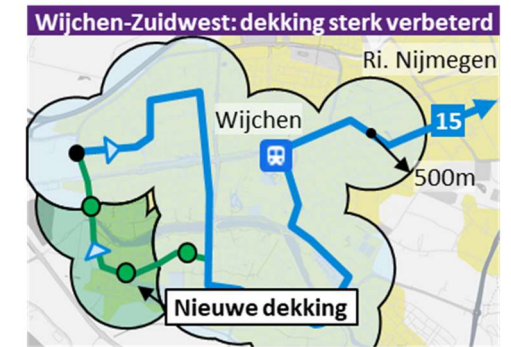 Wijchen-Zuidwest: dekking sterk verbeterd
Ri. Nijmegen
Wijchen
15
500m
Nieuwe dekking